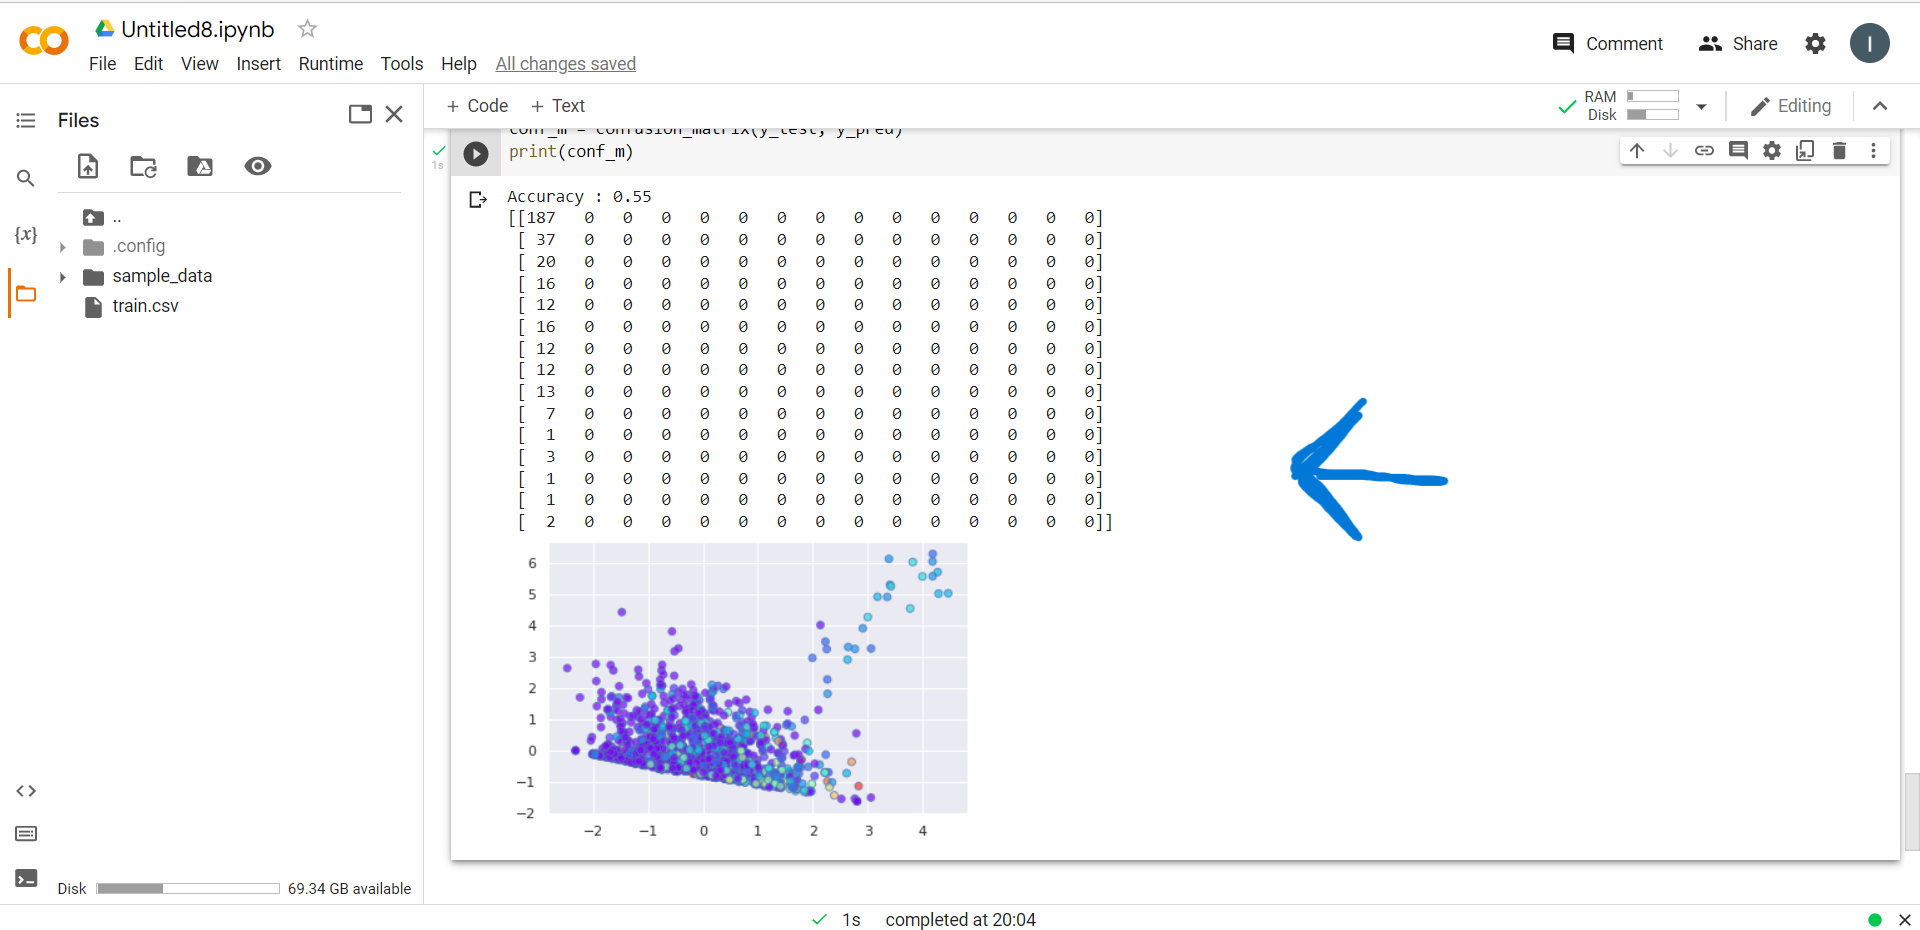 Untitled8.ipynb
File Edit View Insert Runtime Tools Help All changes saved
Comment Share I
Files
+ Code + Text
RAM
Disk
Editing
{x}
..
.config
sample_data
train.csv
1s
conf_m = confusion_matrix(y_test, y_pred)
print(conf_m)
Accuracy : 0.55
[[187 0 0 0 0 0 0 0 0 0 0 0 0 0 0]
[ 37 0 0 0 0 0 0 0 0 0 0 0 0 0 0]
[ 20 0 0 0 0 0 0 0 0 0 0 0 0 0 0]
[ 16 0 0 0 0 0 0 0 0 0 0 0 0 0 0]
[ 12 0 0 0 0 0 0 0 0 0 0 0 0 0 0]
[ 16 0 0 0 0 0 0 0 0 0 0 0 0 0 0]
[ 12 0 0 0 0 0 0 0 0 0 0 0 0 0 0]
[ 12 0 0 0 0 0 0 0 0 0 0 0 0 0 0]
[ 13 0 0 0 0 0 0 0 0 0 0 0 0 0 0]
[ 7 0 0 0 0 0 0 0 0 0 0 0 0 0 0]
[ 1 0 0 0 0 0 0 0 0 0 0 0 0 0 0]
[ 3 0 0 0 0 0 0 0 0 0 0 0 0 0 0]
[ 1 0 0 0 0 0 0 0 0 0 0 0 0 0 0]
[ 1 0 0 0 0 0 0 0 0 0 0 0 0 0 0]
[ 2 0 0 0 0 0 0 0 0 0 0 0 0 0 0]]
6
5
4
3
2
1
0
−1
−2
−2 −1 0 1 2 3 4
Disk 69.34 GB available
1s completed at 20:04